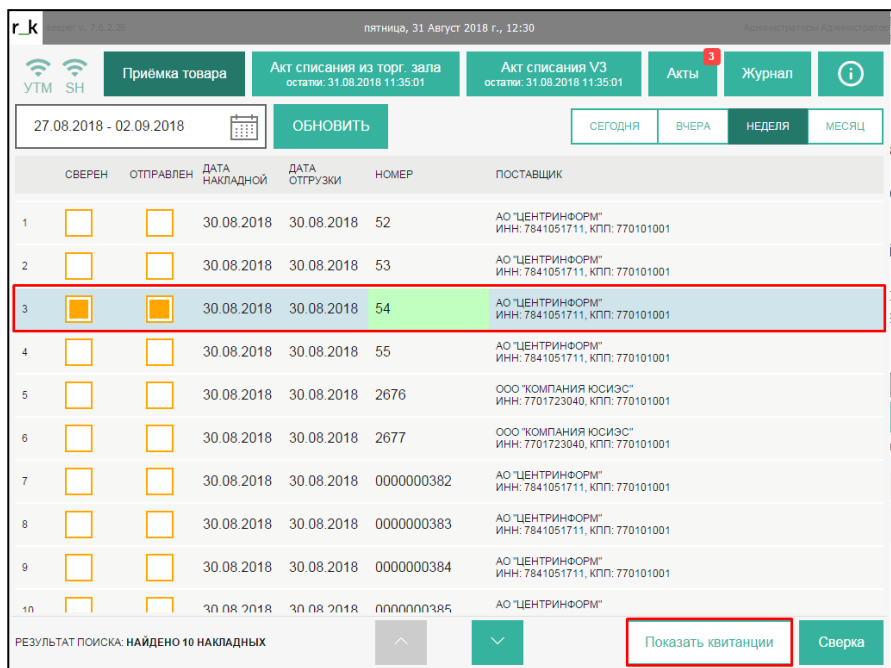 r_k keeper v. 7.6.2.36 пятница, 31 Август 2018 г., 12:30 Администраторы Администратор
УТМ SH Приёмка товара Акт списания из торг. зала Акт списания V3 Акты 3 Журнал
остатки: 31.08.2018 11:35:01 остатки: 31.08.2018 11:35:01
27.08.2018 - 02.09.2018 ОБНОВИТЬ СЕГОДНЯ ВЧЕРА НЕДЕЛЯ МЕСЯЦ
СВЕРЕН ОТПРАВЛЕН ДАТА НАКЛАДНОЙ ДАТА ОТГРУЗКИ НОМЕР ПОСТАВЩИК
1 30.08.2018 30.08.2018 52 АО "ЦЕНТРИНФОРМ"
ИНН: 7841051711, КПП: 770101001
2 30.08.2018 30.08.2018 53 АО "ЦЕНТРИНФОРМ"
ИНН: 7841051711, КПП: 770101001
3 30.08.2018 30.08.2018 54 АО "ЦЕНТРИНФОРМ"
ИНН: 7841051711, КПП: 770101001
4 30.08.2018 30.08.2018 55 АО "ЦЕНТРИНФОРМ"
ИНН: 7841051711, КПП: 770101001
5 30.08.2018 30.08.2018 2676 ООО "КОМПАНИЯ ЮСИЭС"
ИНН: 7701723040, КПП: 770101001
6 30.08.2018 30.08.2018 2677 ООО "КОМПАНИЯ ЮСИЭС"
ИНН: 7701723040, КПП: 770101001
7 30.08.2018 30.08.2018 0000000382 АО "ЦЕНТРИНФОРМ"
ИНН: 7841051711, КПП: 770101001
8 30.08.2018 30.08.2018 0000000383 АО "ЦЕНТРИНФОРМ"
ИНН: 7841051711, КПП: 770101001
9 30.08.2018 30.08.2018 0000000384 АО "ЦЕНТРИНФОРМ"
ИНН: 7841051711, КПП: 770101001
10 30.08.2018 30.08.2018 0000000385 АО "ЦЕНТРИНФОРМ"
РЕЗУЛЬТАТ ПОИСКА: НАЙДЕНО 10 НАКЛАДНЫХ Показать квитанции Сверка